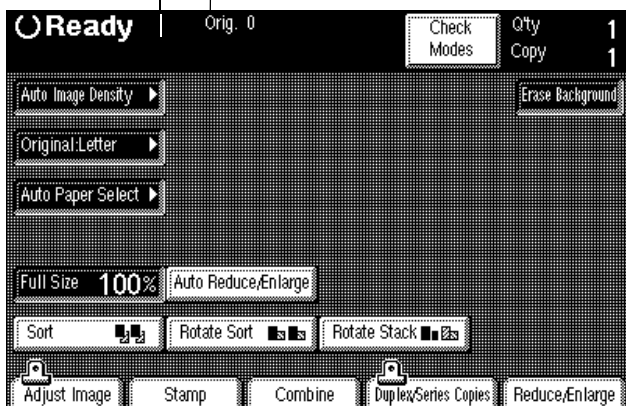 Ready Orig. 0 Check Modes Q'ty 1
Copy 1
Auto Image Density Erase Background
Original:Letter
Auto Paper Select
Full Size 100% Auto Reduce/Enlarge
Sort Rotate Sort Rotate Stack
Adjust Image Stamp Combine Duplex/Series Copies Reduce/Enlarge